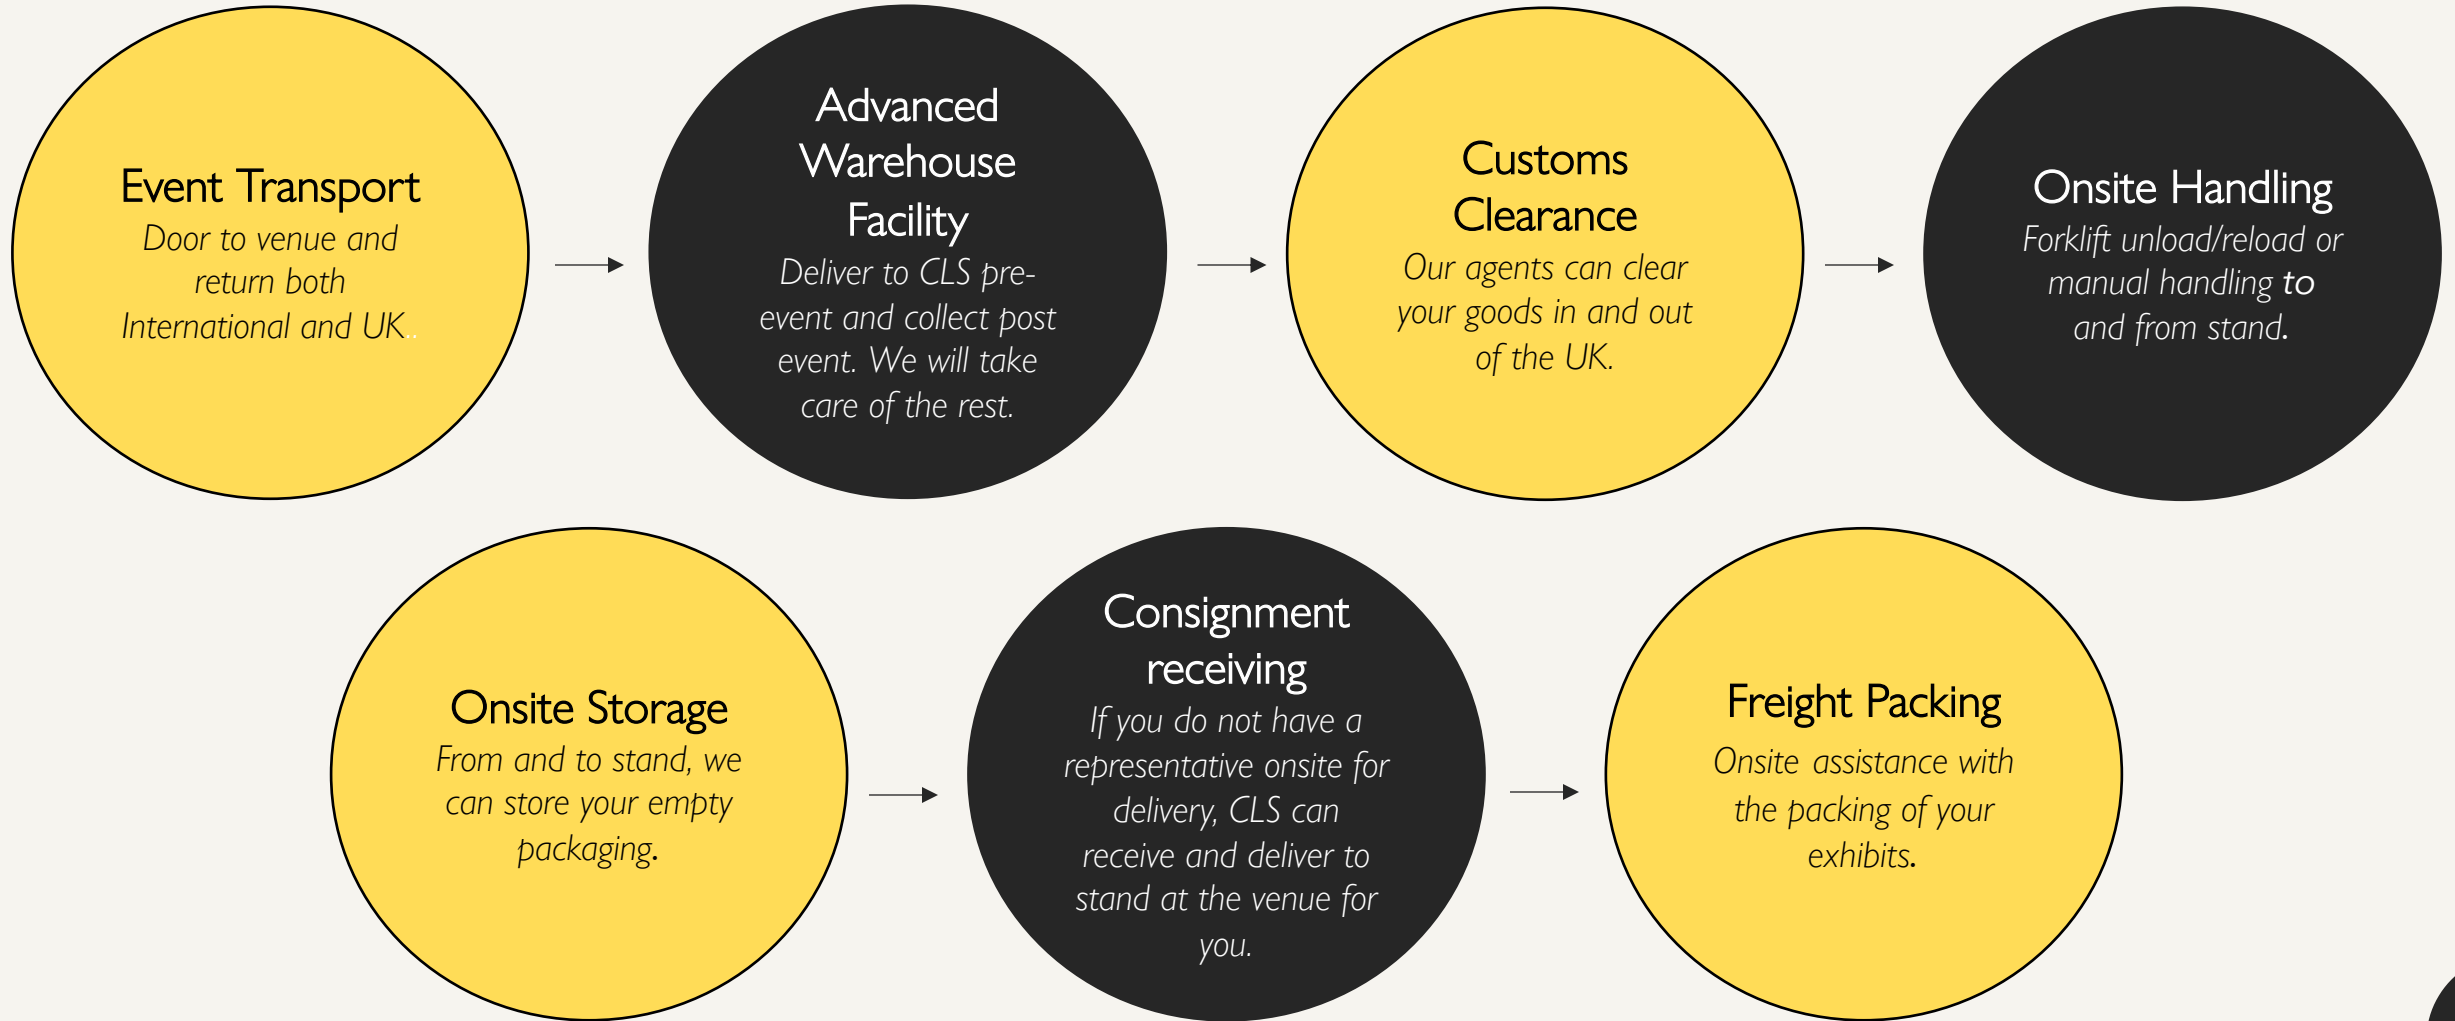 Event Transport
Door to venue and
return both
International and UK..
Advanced
Warehouse
Facility
Deliver to CLS pre-
event and collect post
event. We will take
care of the rest.
Customs
Clearance
Our agents can clear
your goods in and out
of the UK.
Onsite Handling
Forklift unload/reload or
manual handling to
and from stand.
Onsite Storage
From and to stand, we
can store your empty
packaging.
Consignment
receiving
If you do not have a
representative onsite for
delivery, CLS can
receive and deliver to
stand at the venue for
you.
Freight Packing
Onsite assistance with
the packing of your
exhibits.